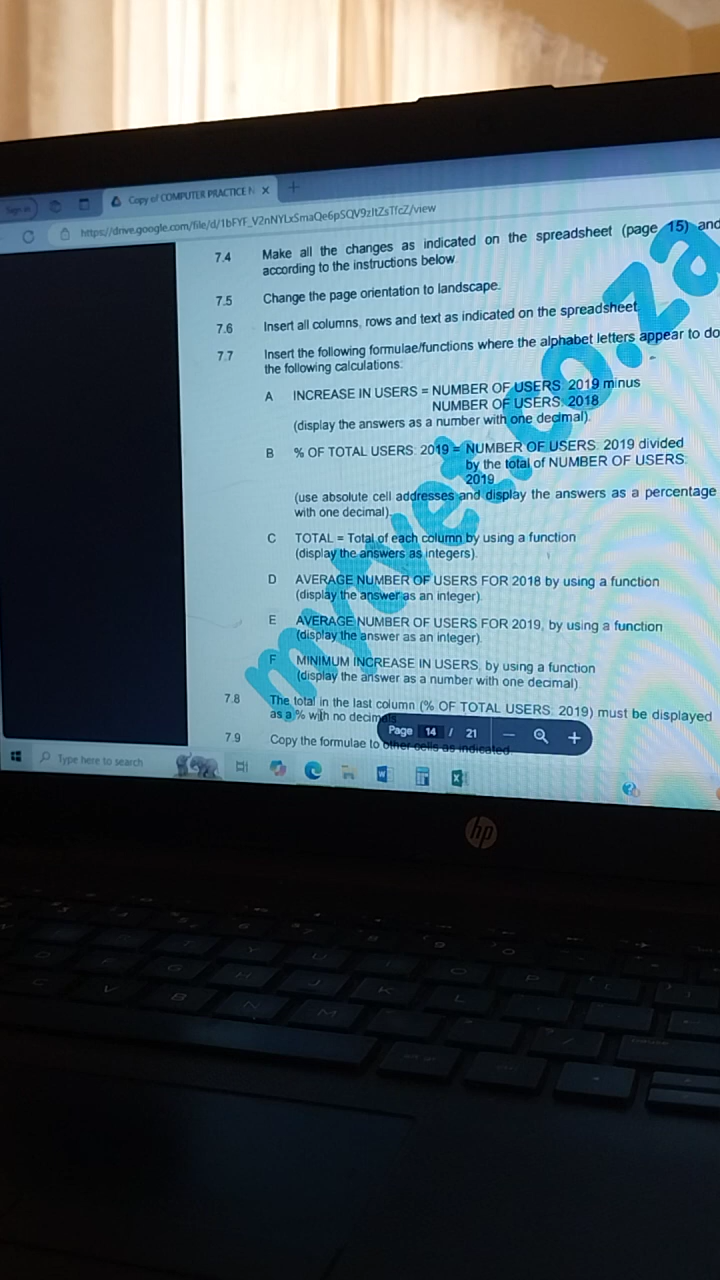 Sign in
Copy of COMPUTER PRACTICE N
https://drive.google.com/file/d/1bFYF_V2nNYLxSmaQe6pSQV9zItZsTfcZ/view
7.4 Make all the changes as indicated on the spreadsheet (page 15) and
according to the instructions below.
7.5 Change the page orientation to landscape.
7.6 Insert all columns, rows and text as indicated on the spreadsheet.
7.7 Insert the following formulae/functions where the alphabet letters appear to do
the following calculations:
A INCREASE IN USERS = NUMBER OF USERS: 2019 minus
NUMBER OF USERS: 2018
(display the answers as a number with one decimal).
B % OF TOTAL USERS: 2019 = NUMBER OF USERS: 2019 divided
by the total of NUMBER OF USERS:
2019
(use absolute cell addresses and display the answers as a percentage
with one decimal).
C TOTAL = Total of each column by using a function
(display the answers as integers).
D AVERAGE NUMBER OF USERS FOR 2018 by using a function
(display the answer as an integer).
E AVERAGE NUMBER OF USERS FOR 2019, by using a function
(display the answer as an integer).
F MINIMUM INCREASE IN USERS, by using a function
(display the answer as a number with one decimal).
7.8 The total in the last column (% OF TOTAL USERS: 2019) must be displayed
as a % with no decimals
7.9 Copy the formulae to other cells as indicated.
mytvet.co.za
Page 14 / 21
Type here to search
hp